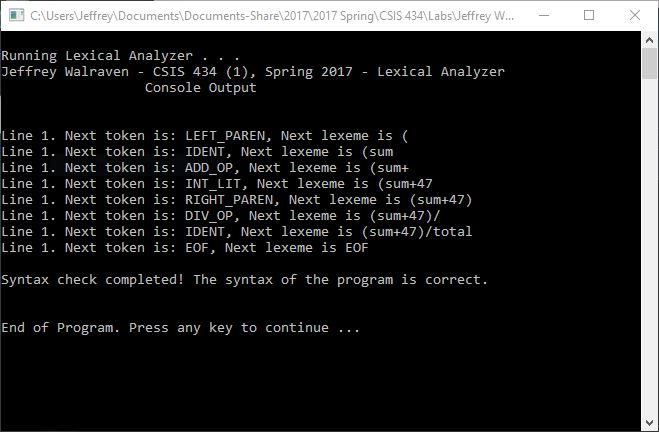 C:\Users\Jeffrey\Documents\Documents-Share\2017\2017 Spring\CSIS 434\Labs\Jeffrey W...
Running Lexical Analyzer . . .
Jeffrey Walraven - CSIS 434 (1), Spring 2017 - Lexical Analyzer
Console Output
Line 1. Next token is: LEFT_PAREN, Next lexeme is (
Line 1. Next token is: IDENT, Next lexeme is (sum
Line 1. Next token is: ADD_OP, Next lexeme is (sum+
Line 1. Next token is: INT_LIT, Next lexeme is (sum+47
Line 1. Next token is: RIGHT_PAREN, Next lexeme is (sum+47)
Line 1. Next token is: DIV_OP, Next lexeme is (sum+47)/
Line 1. Next token is: IDENT, Next lexeme is (sum+47)/total
Line 1. Next token is: EOF, Next lexeme is EOF
Syntax check completed! The syntax of the program is correct.
End of Program. Press any key to continue ...